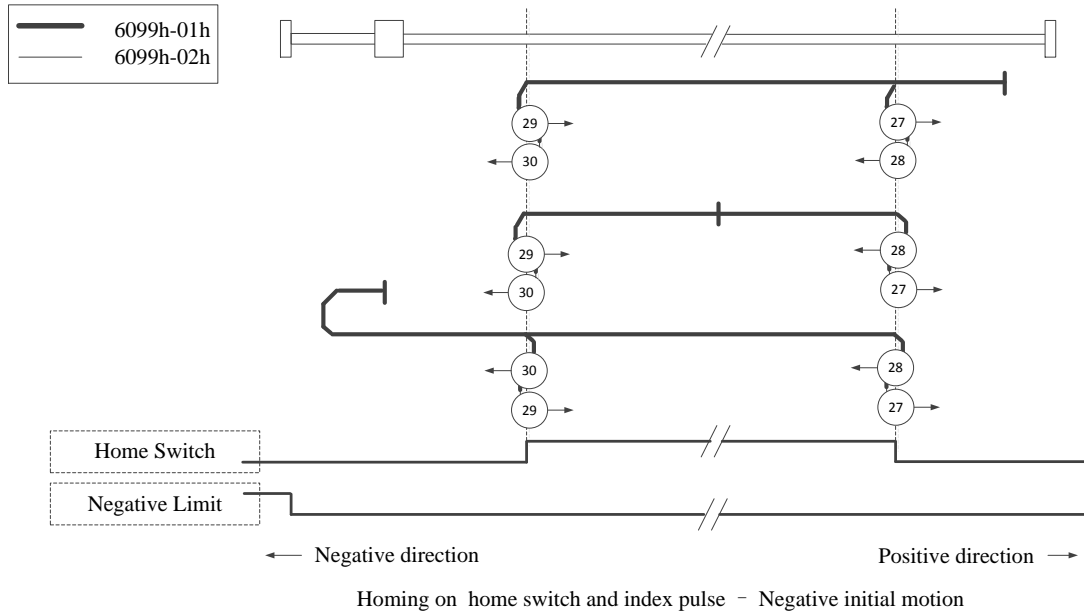 6099h-01h
6099h-02h
29 27
30 28
29 28
30 27
30 28
29 27
Home Switch
Negative Limit
Negative direction Positive direction
Homing on home switch and index pulse – Negative initial motion